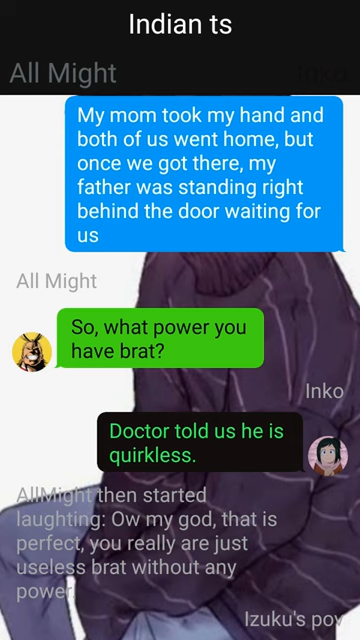 Indian ts
All Might
Inko
My mom took my hand and
both of us went home, but
once we got there, my
father was standing right
behind the door waiting for
us
All Might
So, what power you
have brat?
Inko
Doctor told us he is
quirkless.
AllMight then started
laughting: Ow my god, that is
perfect, you really are just
useless brat without any
power
Izuku's pov